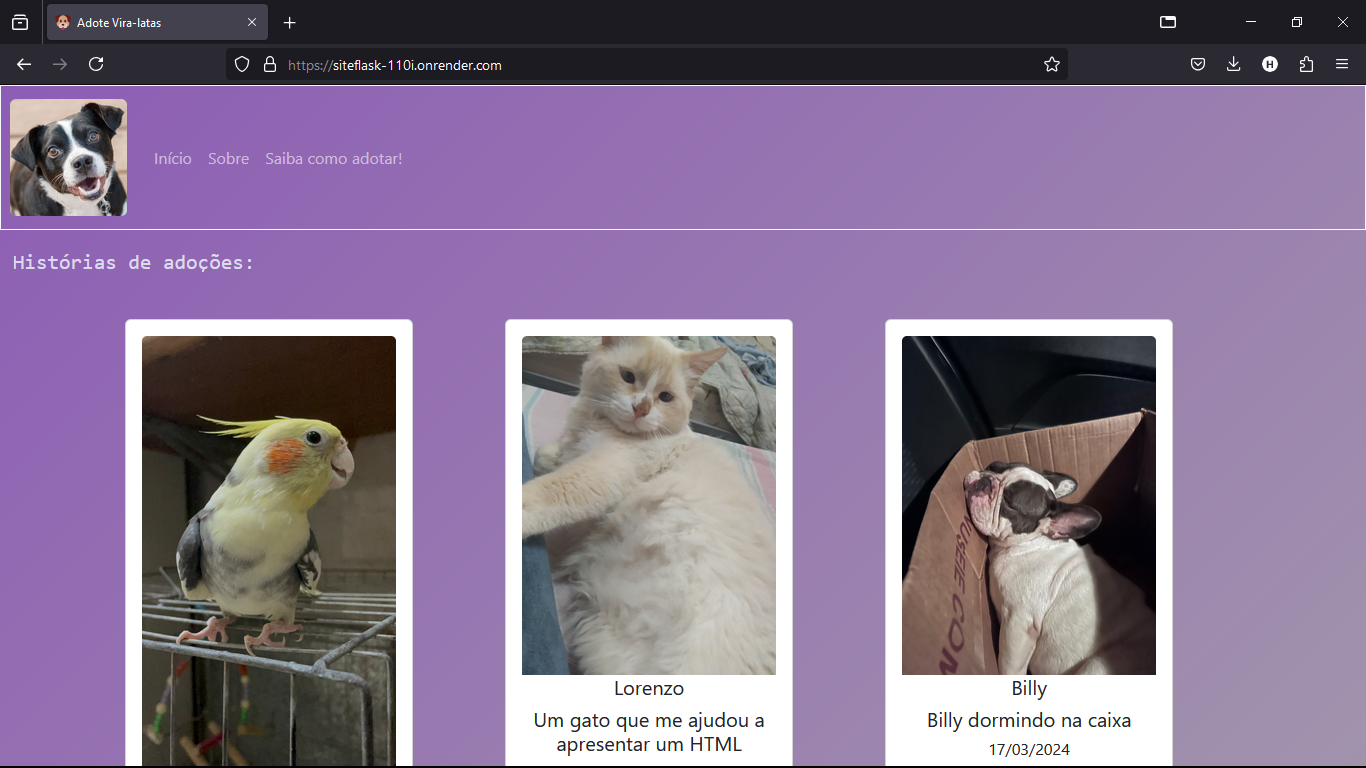 Adote Vira-latas
https://siteflask-110i.onrender.com
H
Início Sobre Saiba como adotar!
Histórias de adoções:
Lorenzo
Um gato que me ajudou a
apresentar um HTML
Billy
Billy dormindo na caixa
17/03/2024